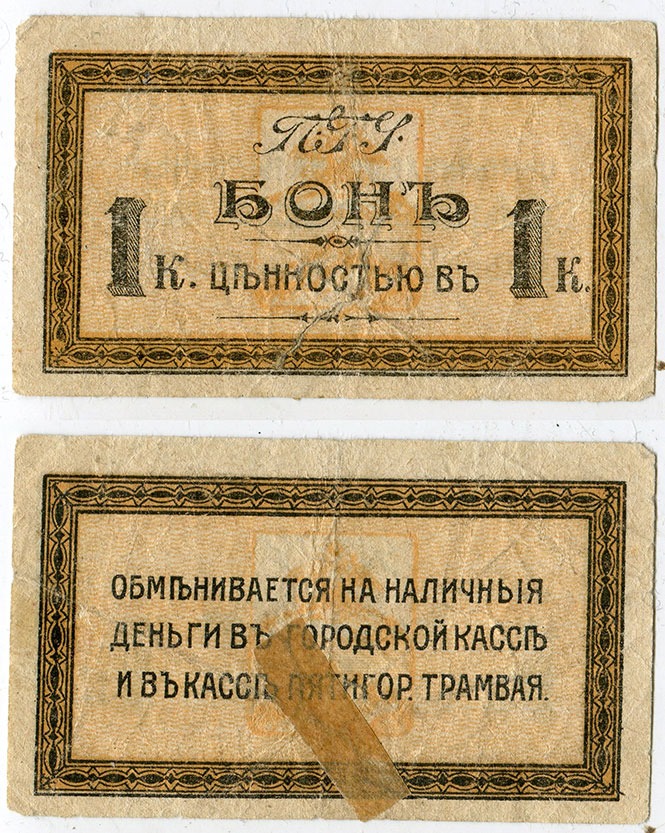 П.Г.У.
БОНЪ
1 К. ЦѢННОСТЬЮ ВЪ 1 К.
ОБМѢНИВАЕТСЯ НА НАЛИЧНЫЯ
ДЕНЬГИ ВЪ ГОРОДСКОЙ КАССѢ
И ВЪ КАССѢ ПЯТИГОР. ТРАМВАЯ.